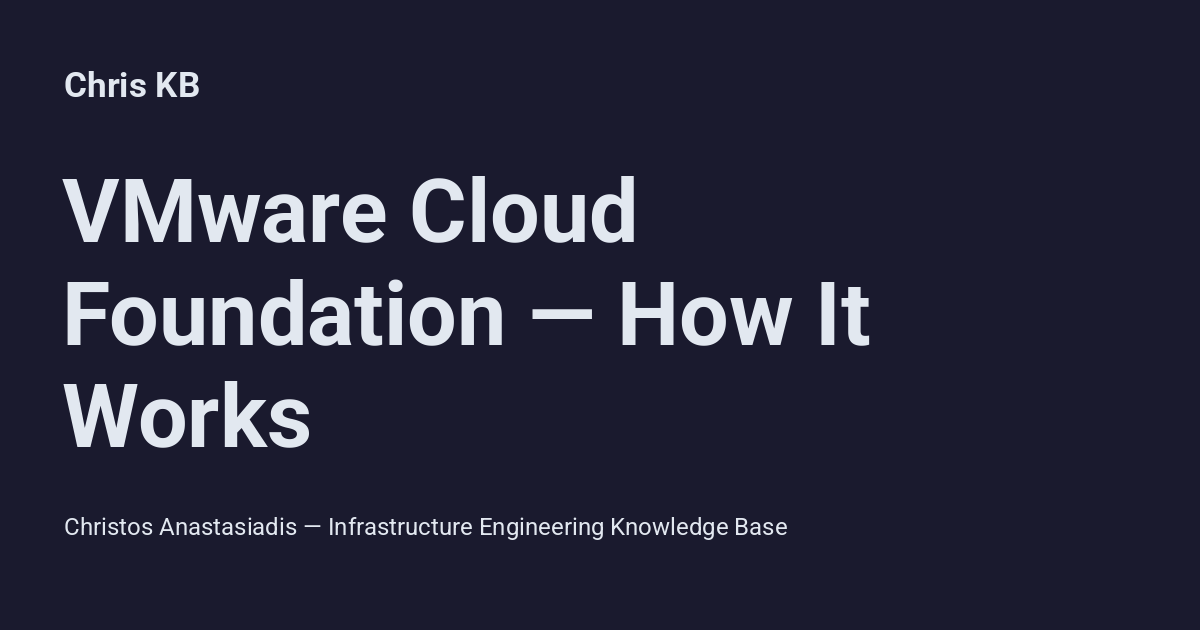 Chris KB
VMware Cloud
Foundation — How It
Works
Christos Anastasiadis — Infrastructure Engineering Knowledge Base